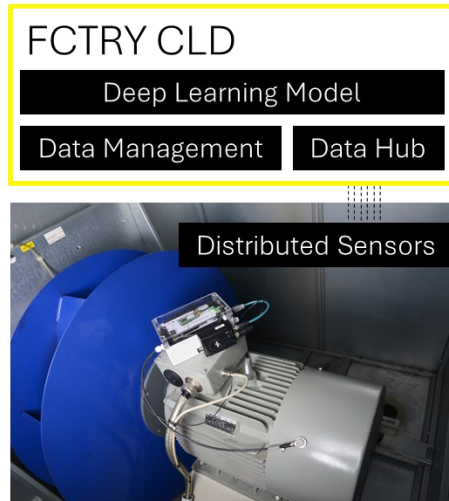 FCTRY CLD
Deep Learning Model
Data Management
Data Hub
Distributed Sensors